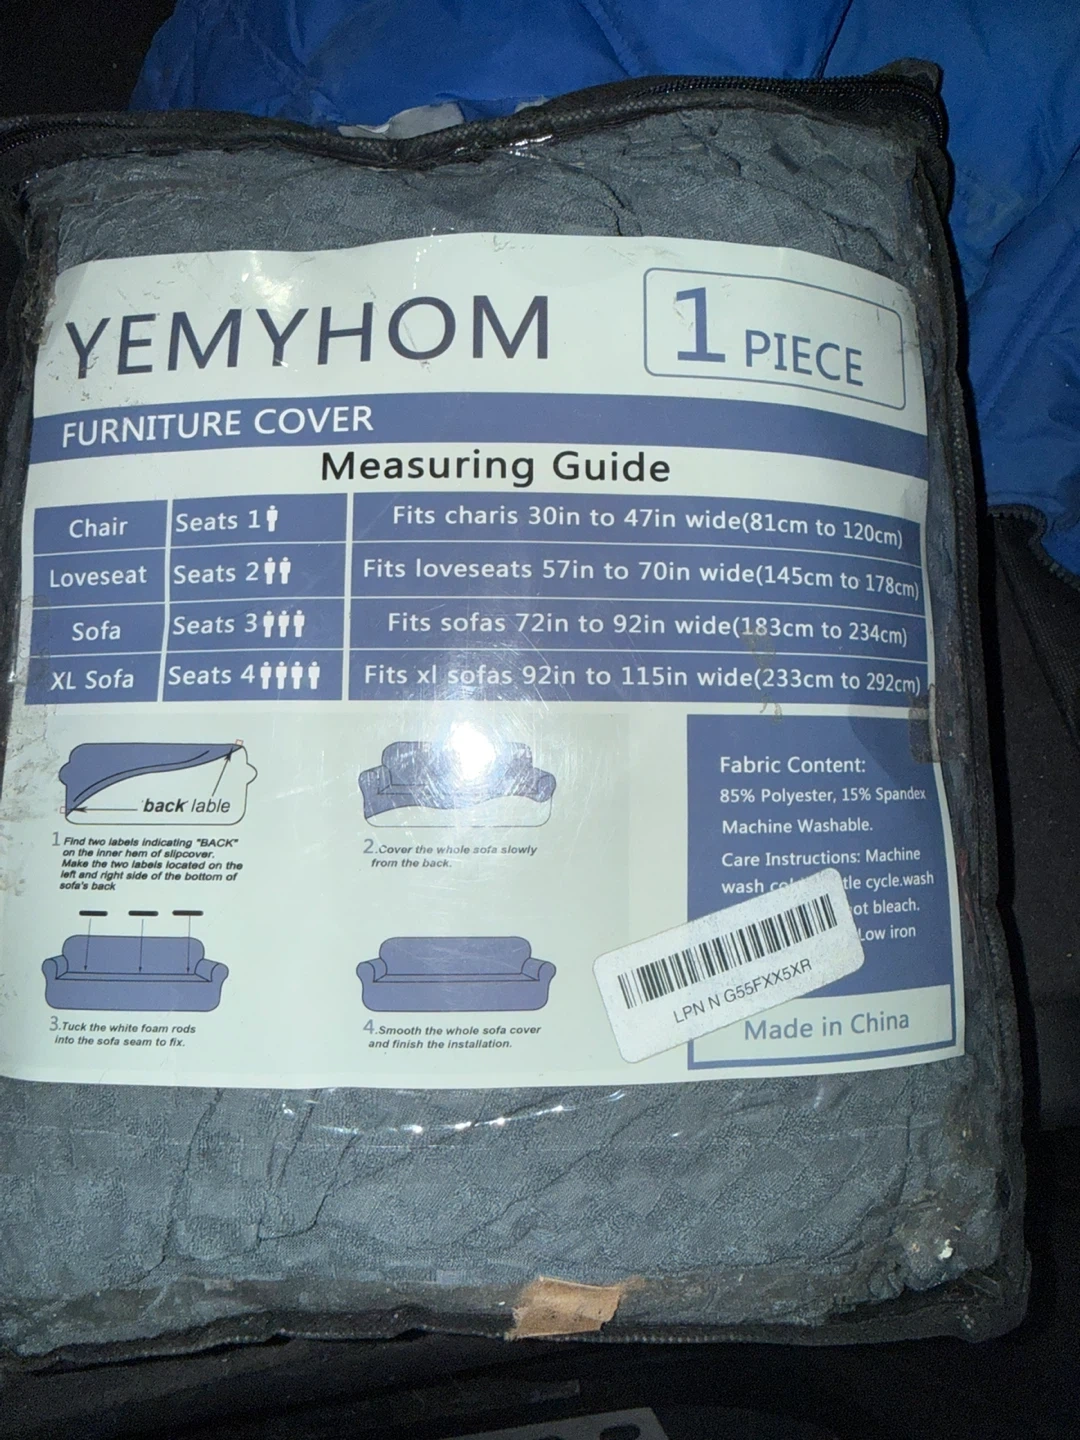 YEMYHOM
1 PIECE
FURNITURE COVER
Measuring Guide
Chair Seats 1 Fits charis 30in to 47in wide(81cm to 120cm)
Loveseat Seats 2 Fits loveseats 57in to 70in wide(145cm to 178cm)
Sofa Seats 3 Fits sofas 72in to 92in wide(183cm to 234cm)
XL Sofa Seats 4 Fits xl sofas 92in to 115in wide(233cm to 292cm)
back lable
1 Find two labels indicating "BACK"
on the inner hem of slipcover.
Make the two labels located on the
left and right side of the bottom of
sofa's back
2.Cover the whole sofa slowly
from the back.
3.Tuck the white foam rods
into the sofa seam to fix.
4.Smooth the whole sofa cover
and finish the installation.
Fabric Content:
85% Polyester, 15% Spandex
Machine Washable.
Care Instructions: Machine
wash cycle.wash
bleach.
Low iron
LPN N G55FXX5XR
Made in China